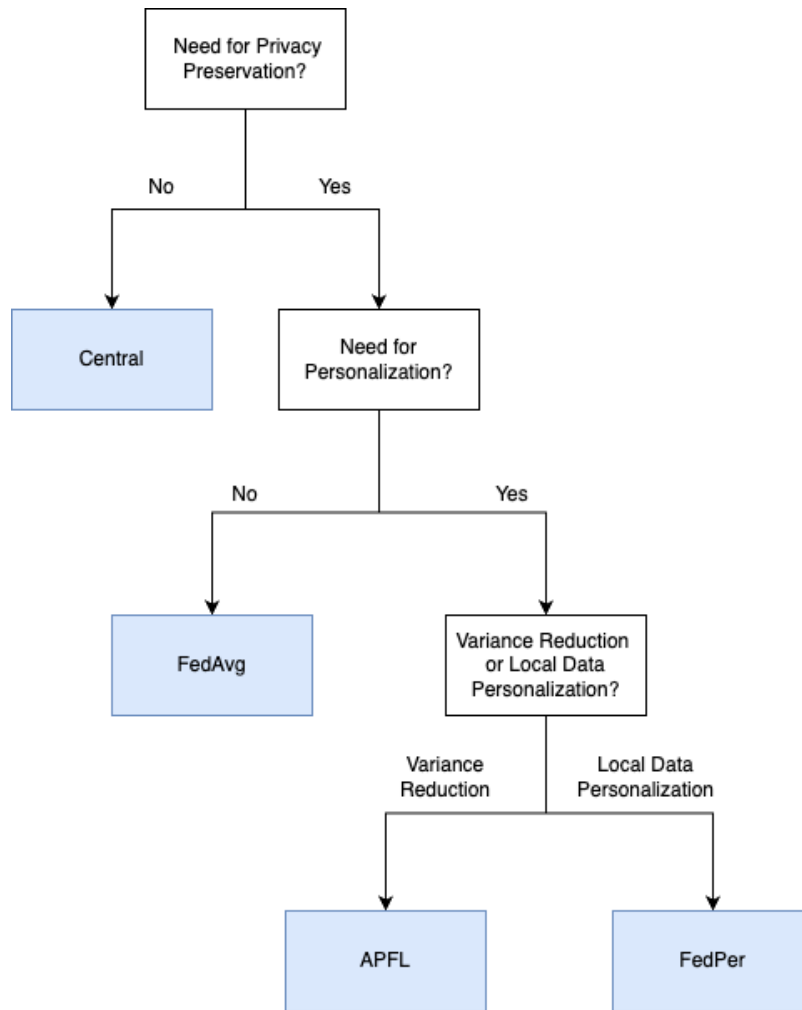 Need for Privacy
Preservation?
No
Yes
Central
Need for
Personalization?
No
Yes
FedAvg
Variance Reduction
or Local Data
Personalization?
Variance
Reduction
Local Data
Personalization
APFL
FedPer